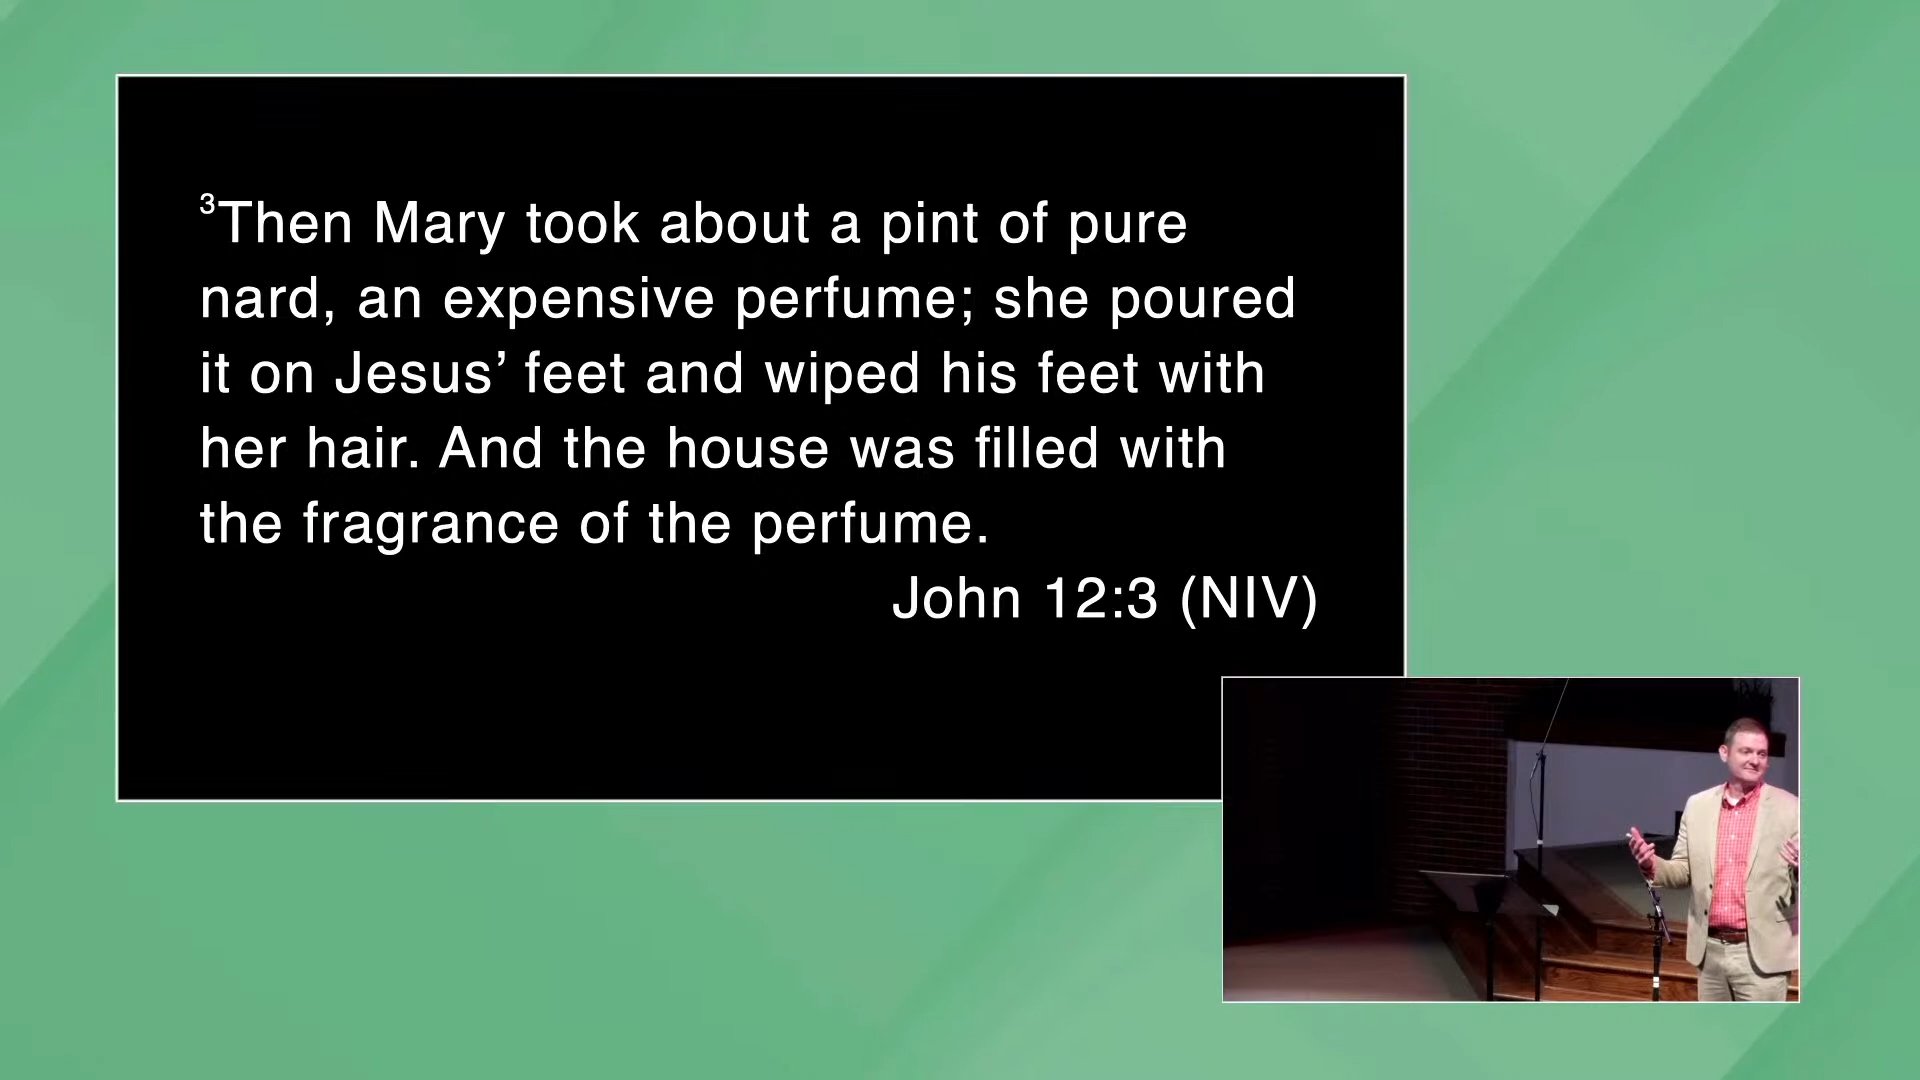 ³Then Mary took about a pint of pure
nard, an expensive perfume; she poured
it on Jesus’ feet and wiped his feet with
her hair. And the house was filled with
the fragrance of the perfume.
John 12:3 (NIV)